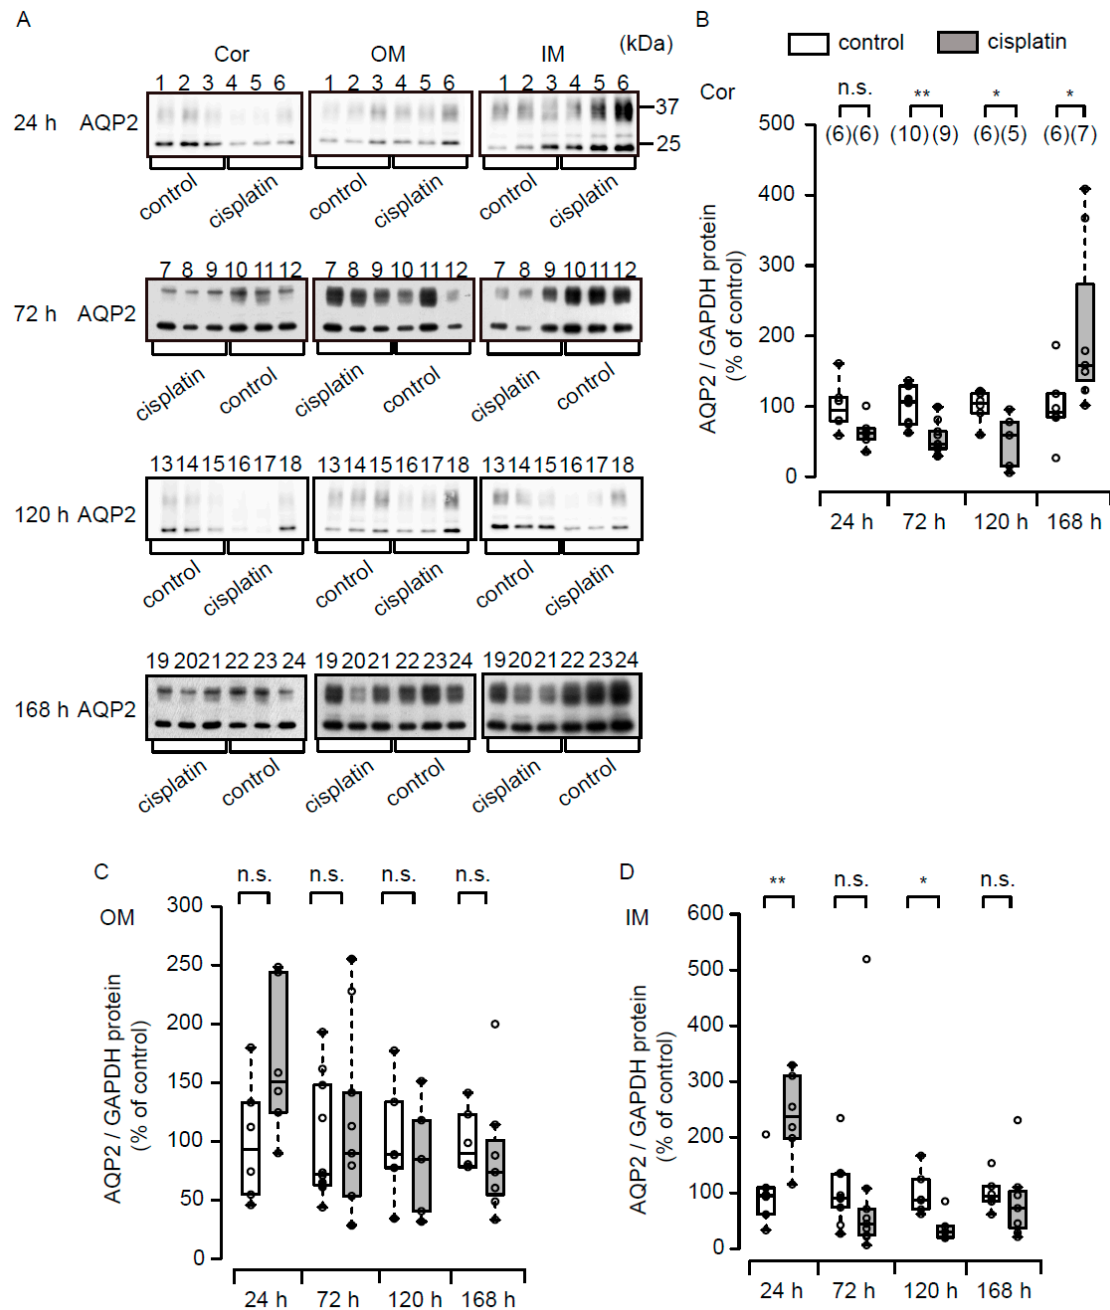 A
Cor OM IM (kDa)
1 2 3 4 5 6 1 2 3 4 5 6 1 2 3 4 5 6
24 h AQP2
37
25
control cisplatin control cisplatin control cisplatin
7 8 9 10 11 12 7 8 9 10 11 12 7 8 9 10 11 12
72 h AQP2
cisplatin control cisplatin control cisplatin control
13 14 15 16 17 18 13 14 15 16 17 18 13 14 15 16 17 18
120 h AQP2
control cisplatin control cisplatin control cisplatin
19 20 21 22 23 24 19 20 21 22 23 24 19 20 21 22 23 24
168 h AQP2
cisplatin control cisplatin control cisplatin control
B
control cisplatin
Cor
n.s. ** * *
(6)(6) (10)(9) (6)(5) (6)(7)
500
400
300
200
100
0
AQP2 / GAPDH protein
(% of control)
24 h 72 h 120 h 168 h
C
n.s. n.s. n.s. n.s.
OM
300
250
200
150
100
50
0
AQP2 / GAPDH protein
(% of control)
24 h 72 h 120 h 168 h
D
** n.s. * n.s.
IM
600
500
400
300
200
100
0
AQP2 / GAPDH protein
(% of control)
24 h 72 h 120 h 168 h